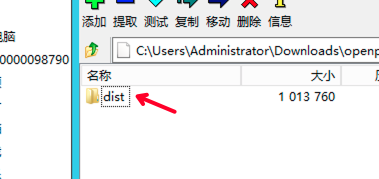 添加 提取 测试 复制 移动 删除 信息
电脑
C:\Users\Administrator\Downloads\openp
0000098790
名称 大小
dist 1 013 760